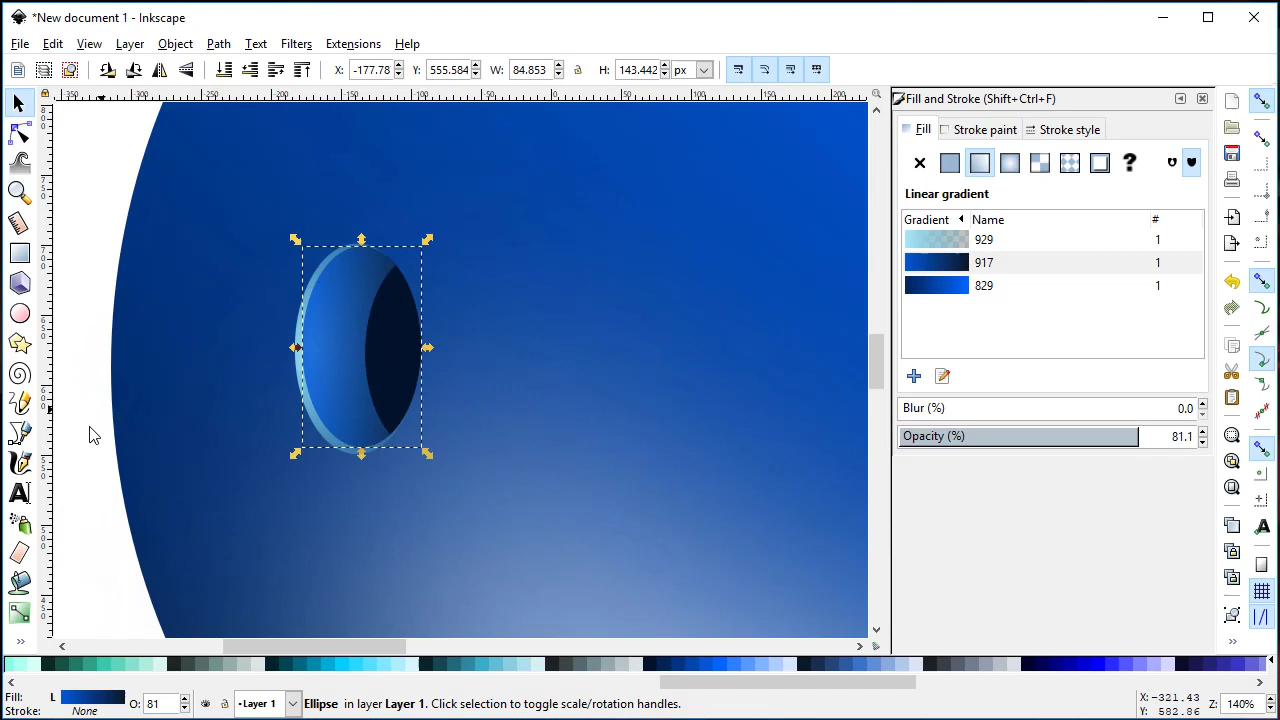 *New document 1 - Inkscape
File Edit View Layer Object Path Text Filters Extensions Help
X: -177.78 Y: 555.584 W: 84.853 H: 143.442 px
Fill and Stroke (Shift+Ctrl+F)
Fill Stroke paint Stroke style
Linear gradient
Gradient Name #
929 1
917 1
829 1
Blur (%) 0.0
Opacity (%) 81.1
Fill: L O: 81 Layer 1 Ellipse in layer Layer 1. Click selection to toggle scale/rotation handles. X: -321.43 Z: 140%
Stroke: None Y: 582.06